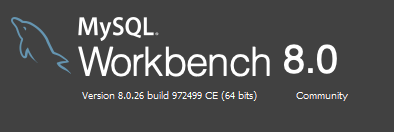 MySQL®
Workbench 8.0
Version 8.0.26 build 972499 CE (64 bits) Community